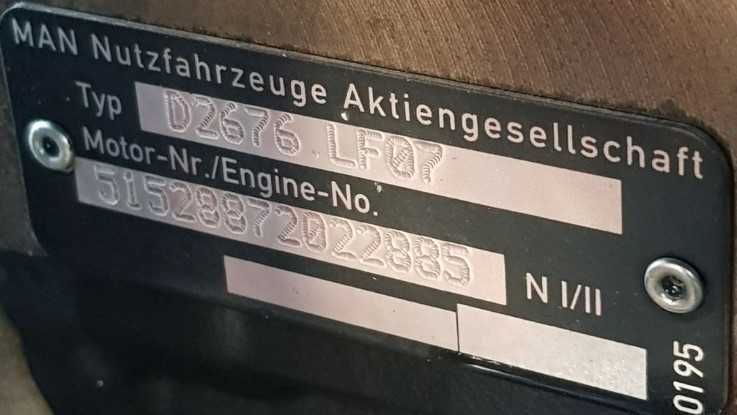 MAN Nutzfahrzeuge Aktiengesellschaft
Typ D2676 LF07
Motor-Nr./Engine-No.
51528872022885 N I/II
0195